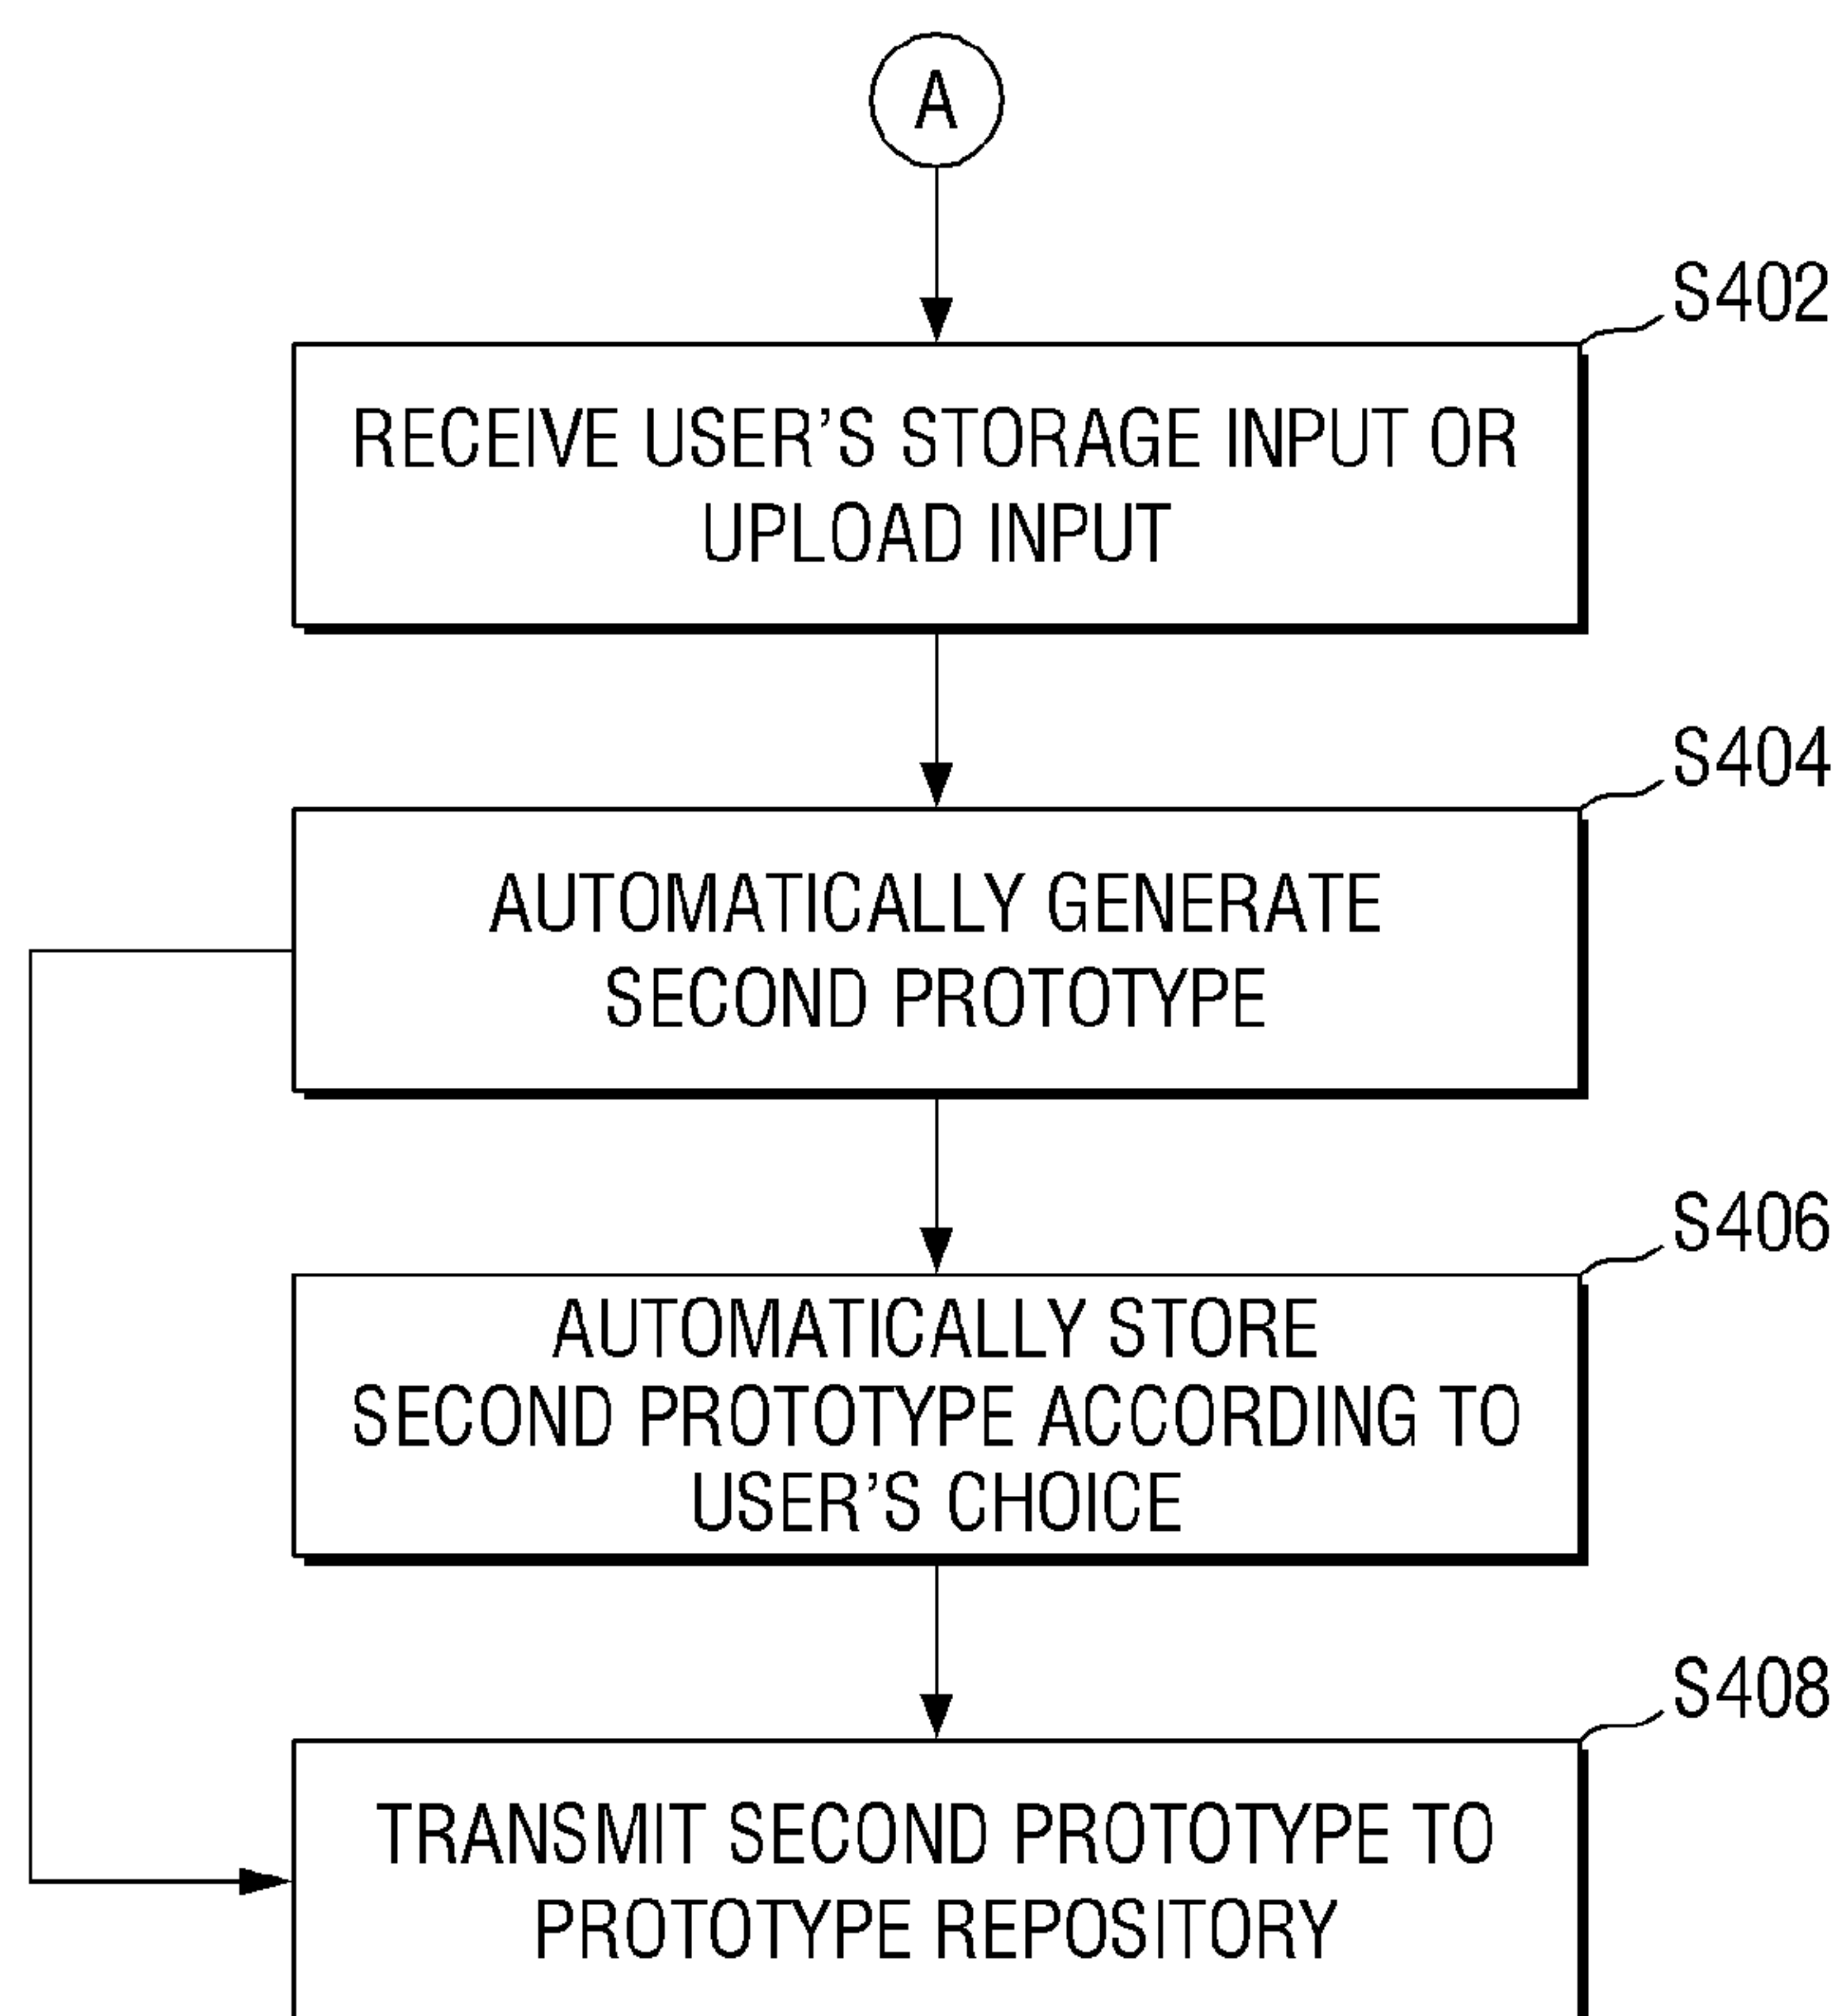 A
S402
RECEIVE USER'S STORAGE INPUT OR
UPLOAD INPUT
S404
AUTOMATICALLY GENERATE
SECOND PROTOTYPE
S406
AUTOMATICALLY STORE
SECOND PROTOTYPE ACCORDING TO
USER'S CHOICE
S408
TRANSMIT SECOND PROTOTYPE TO
PROTOTYPE REPOSITORY